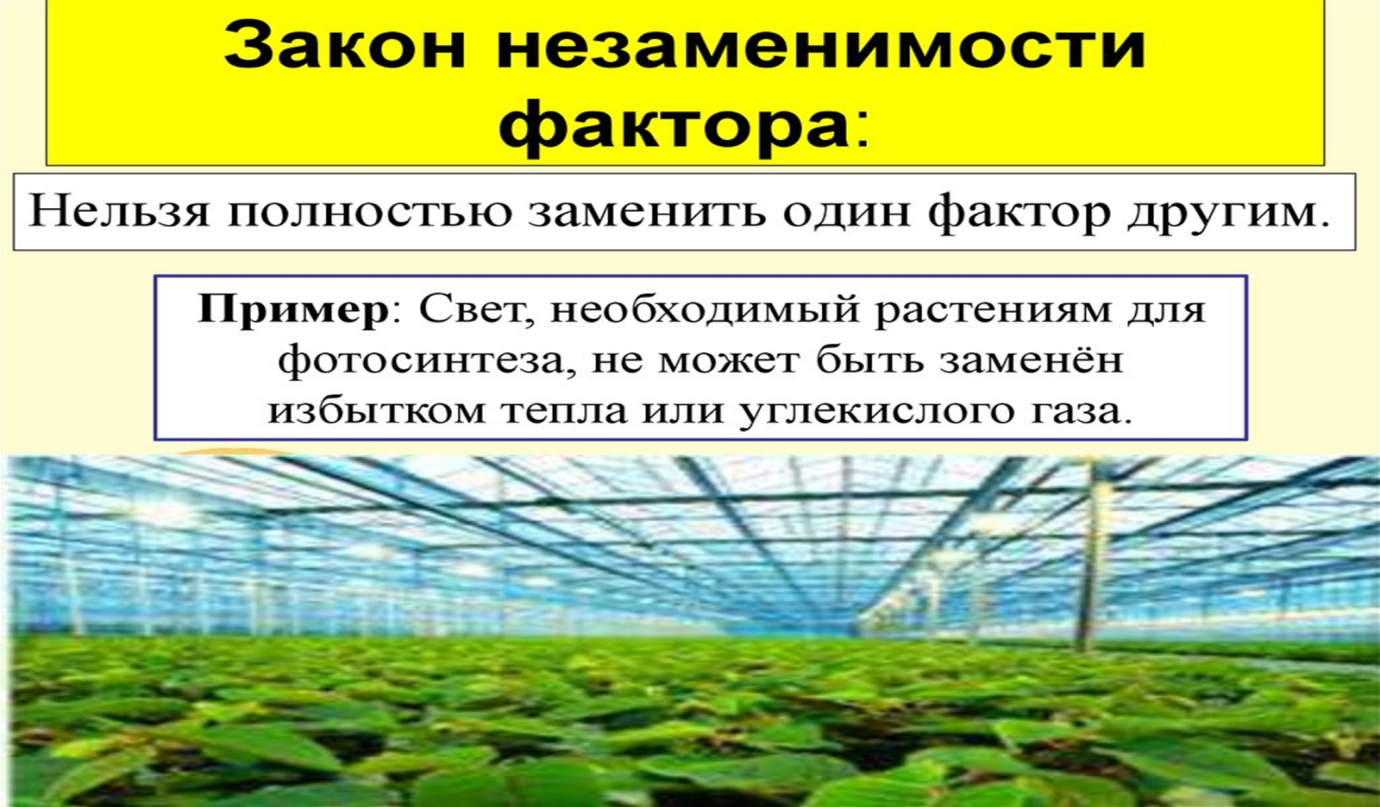 Закон незаменимости
фактора:
Нельзя полностью заменить один фактор другим.
Пример: Свет, необходимый растениям для
фотосинтеза, не может быть заменён
избытком тепла или углекислого газа.